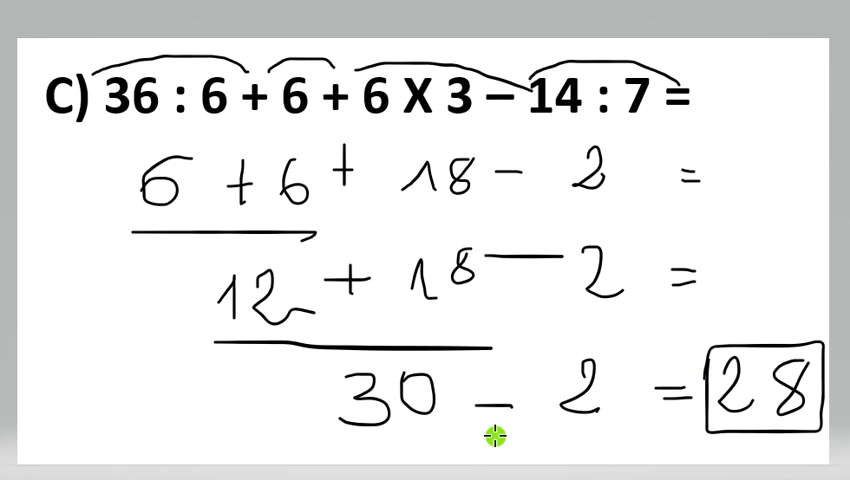 C) 36 : 6 + 6 + 6 X 3 – 14 : 7 =
6 + 6 + 18 - 2 =
12 + 18 — 2 =
30 - 2 = 28